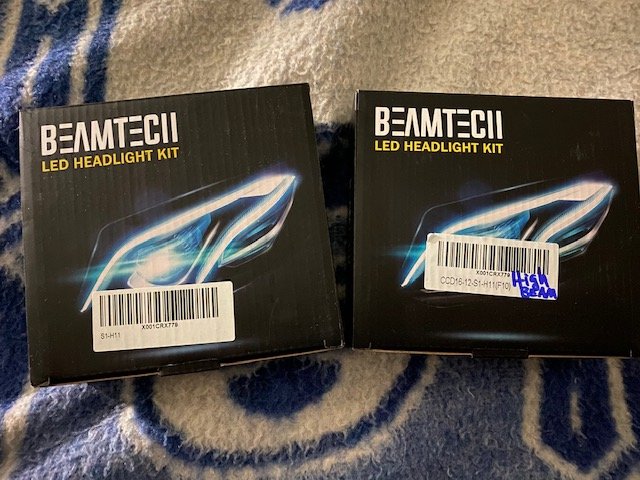 BEAMTECH
LED HEADLIGHT KIT
X001CRX779
S1-H11
BEAMTECH
LED HEADLIGHT KIT
X001CRX779
CCD16-12-S1-H11(F10)
HigH
BEAM